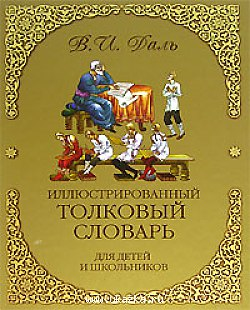 В.И. Даль
ИЛЛЮСТРИРОВАННЫЙ
ТОЛКОВЫЙ
СЛОВАРЬ
ДЛЯ ДЕТЕЙ
И ШКОЛЬНИКОВ